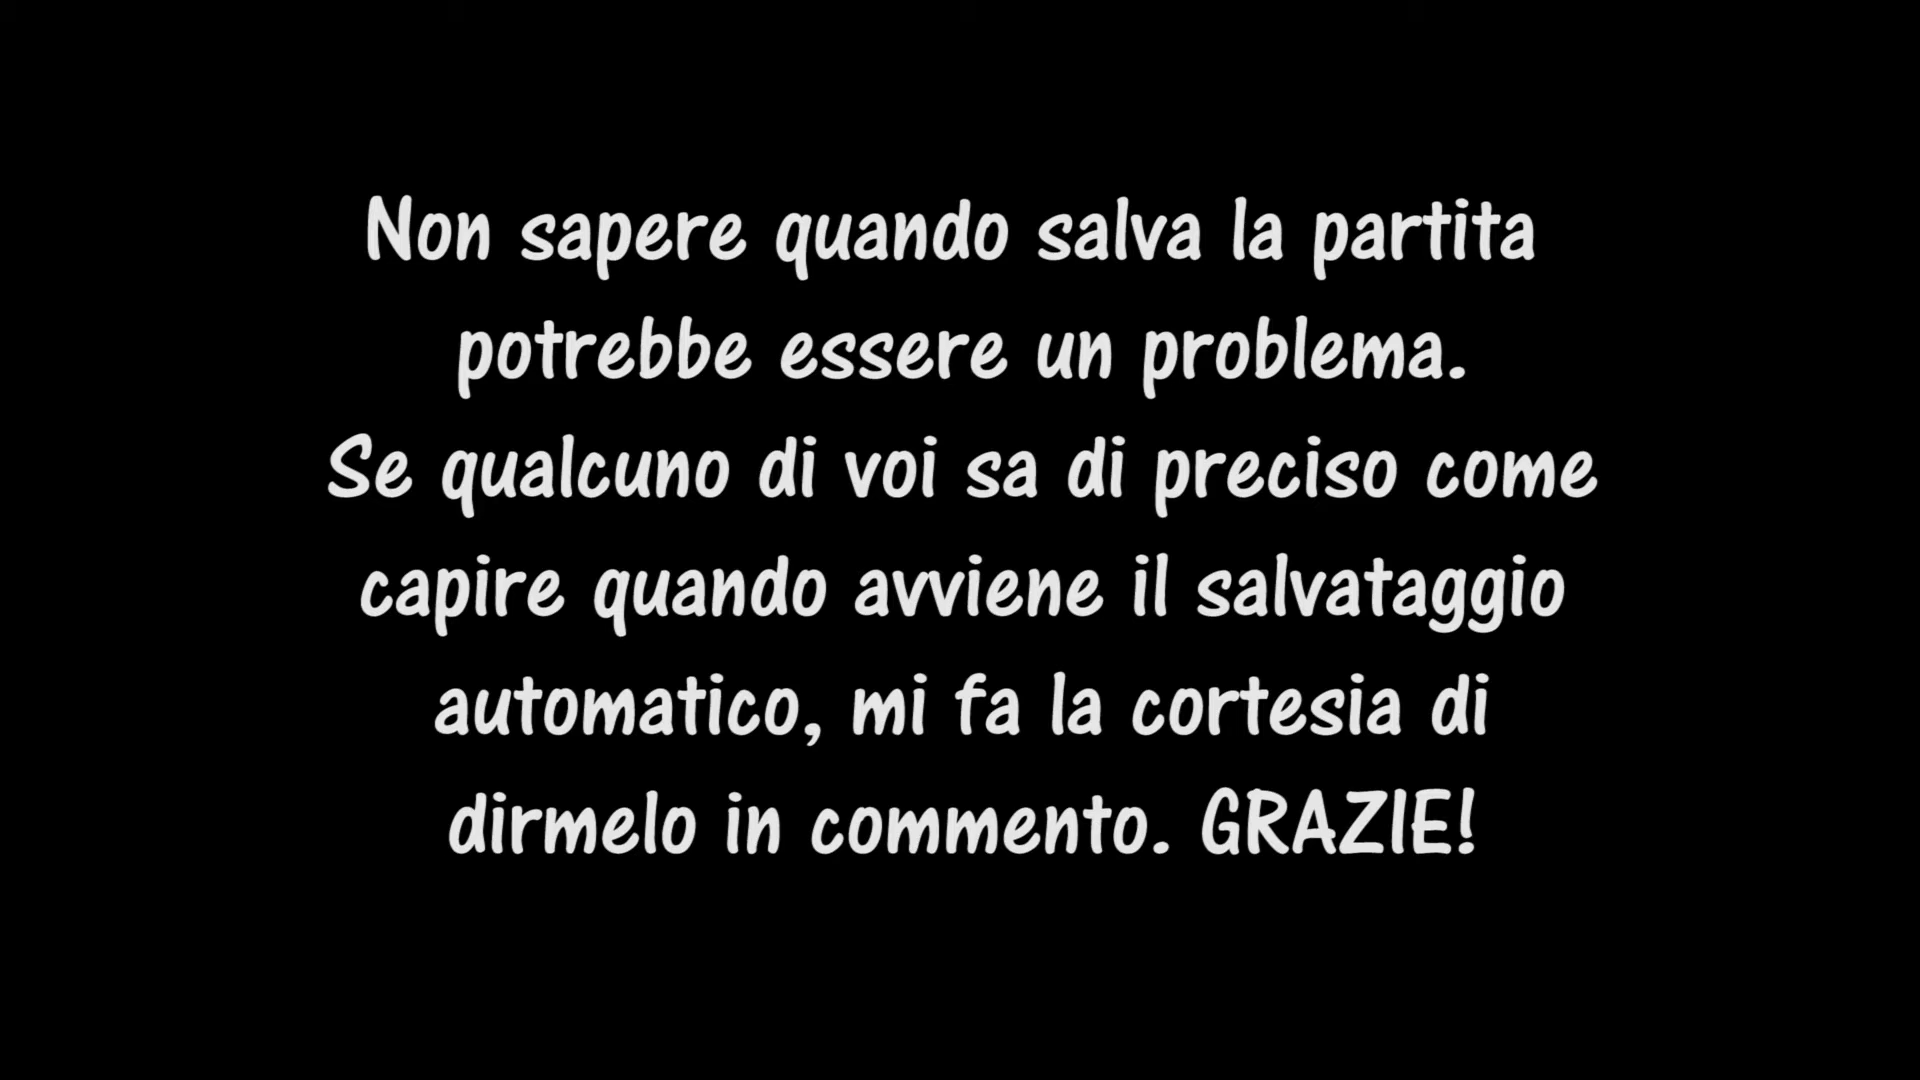 Non sapere quando salva la partita
potrebbe essere un problema.
Se qualcuno di voi sa di preciso come
capire quando avviene il salvataggio
automatico, mi fa la cortesia di
dirmelo in commento. GRAZIE!